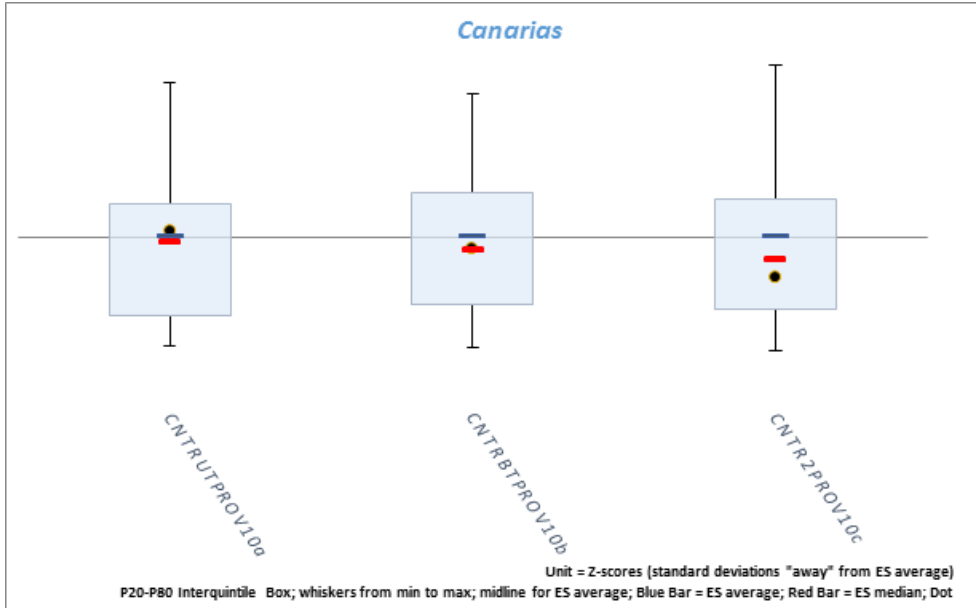 Canarias
CNTRUTPROV10a
CNTRBTPROV10b
CNTR2PROV10c
Unit = Z-scores (standard deviations "away" from ES average)
P20-P80 Interquintile Box; whiskers from min to max; midline for ES average; Blue Bar = ES average; Red Bar = ES median; Dot